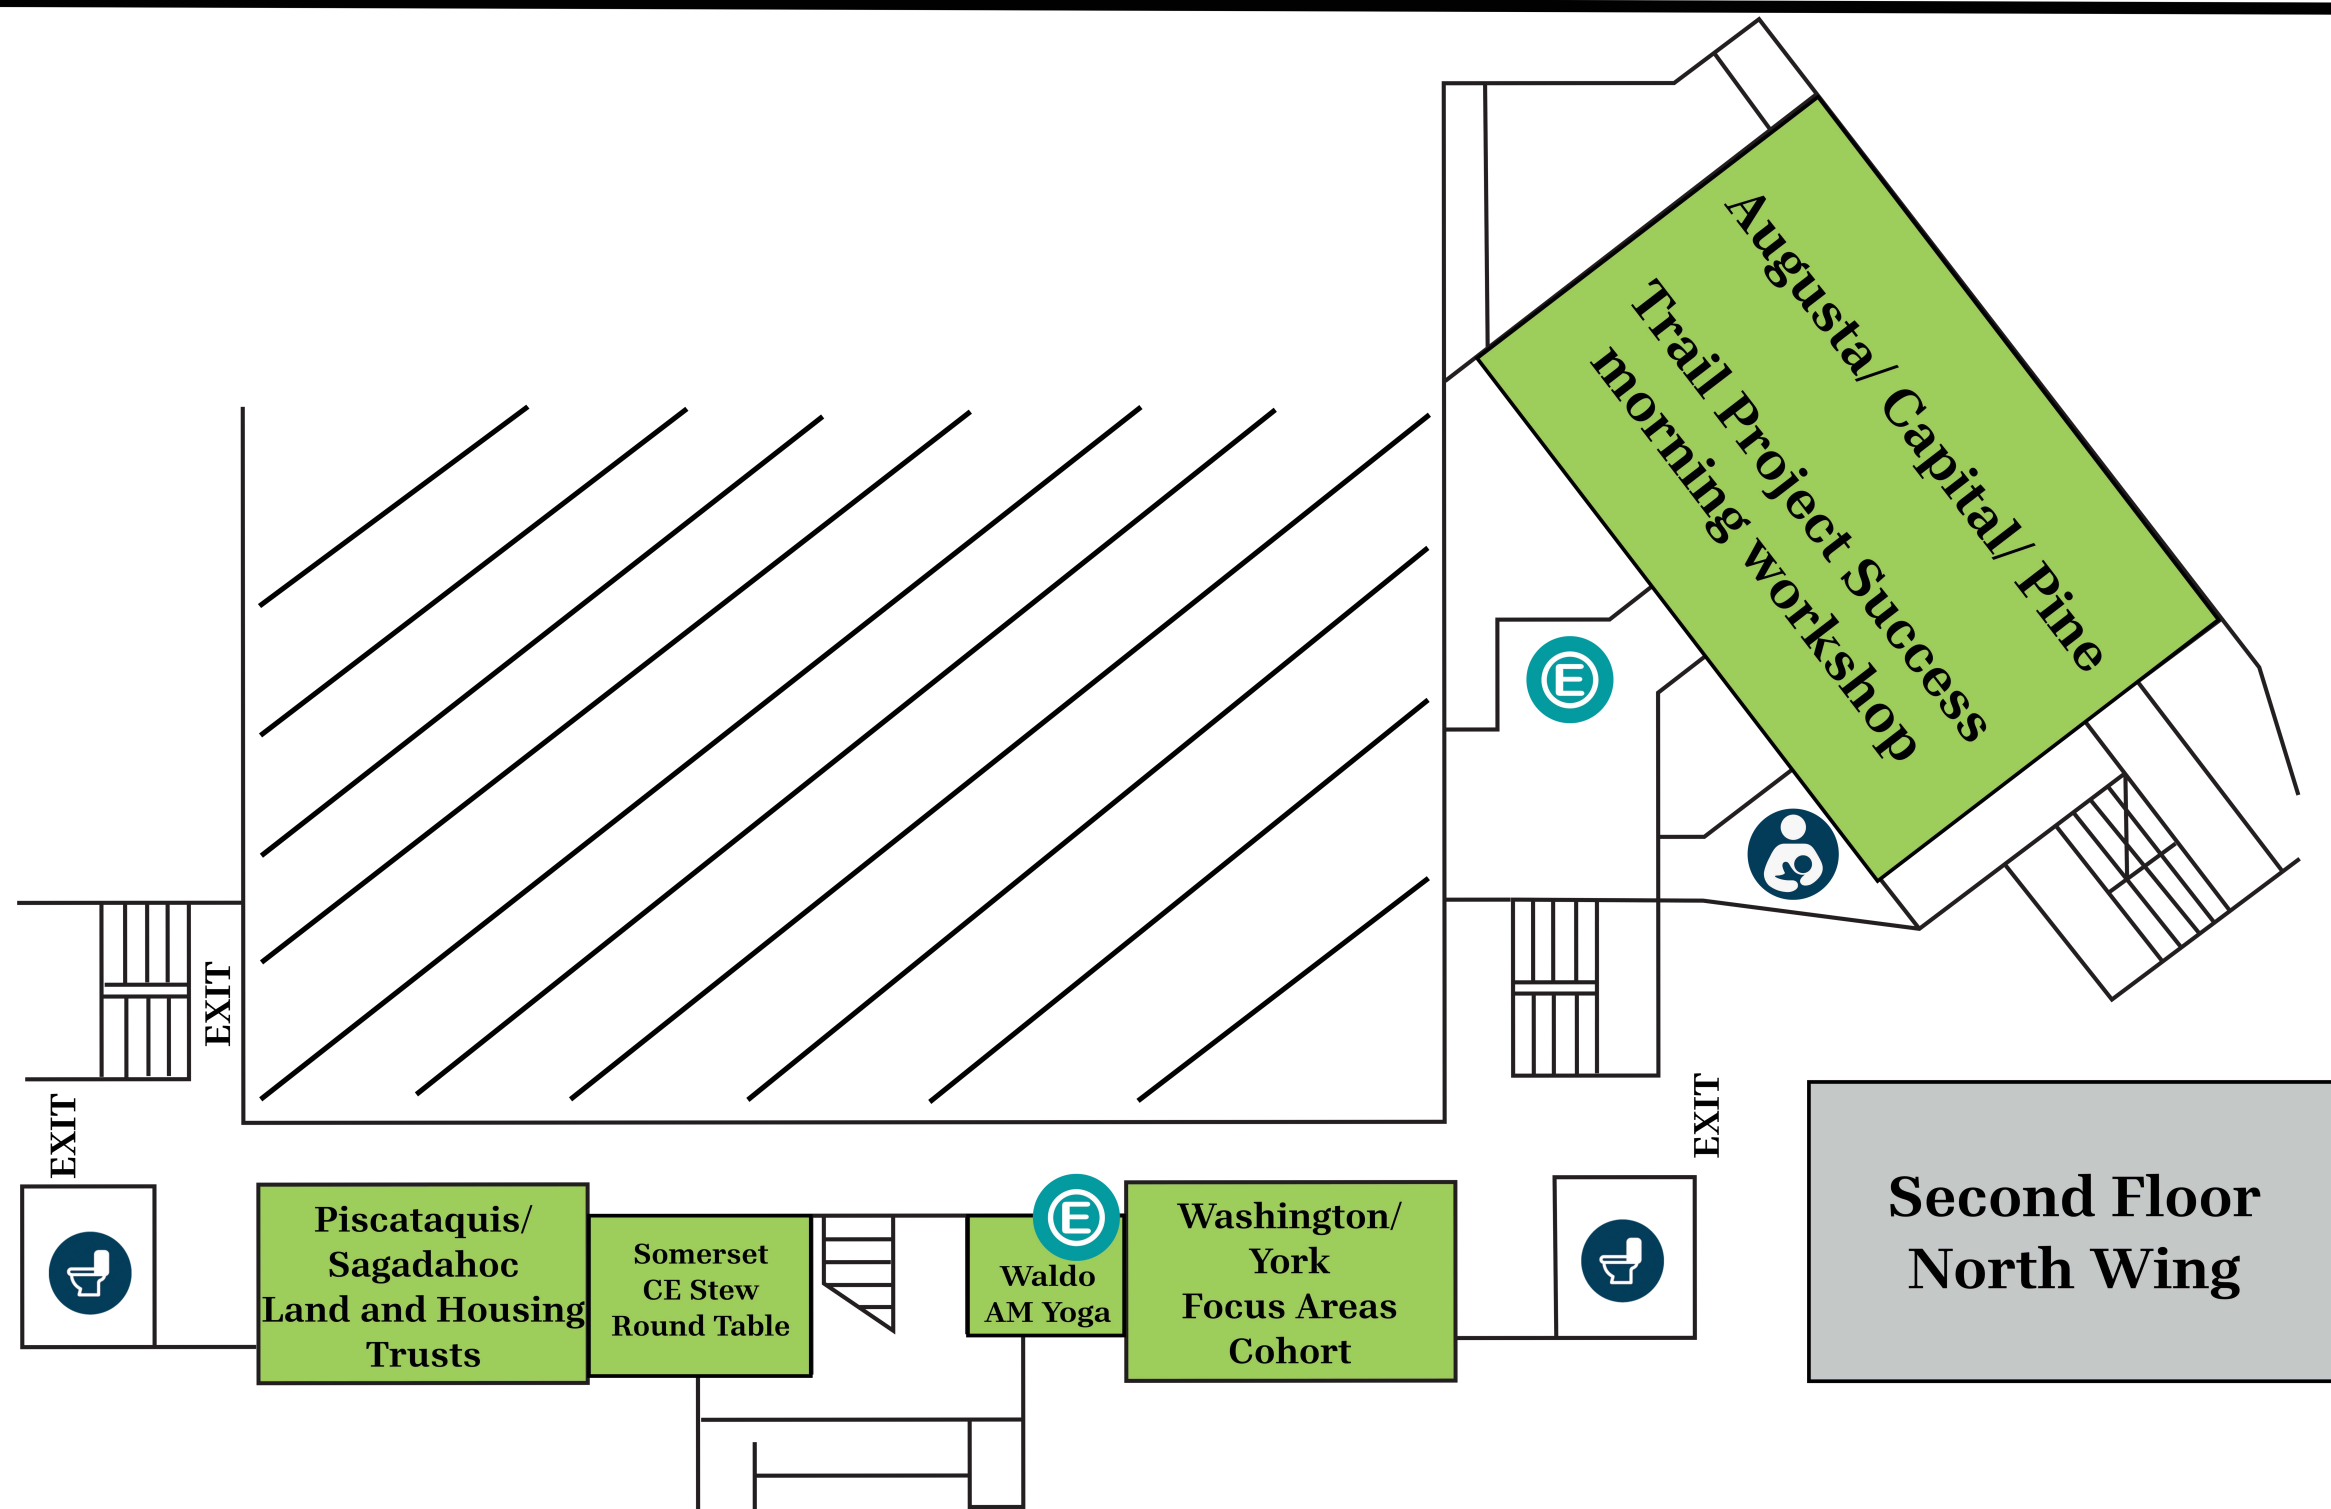 Augusta/ Capital/ Pine
Trail Project Success
morning workshop
E
EXIT
EXIT
EXIT
Piscataquis/
Sagadahoc
Land and Housing
Trusts
Somerset
CE Stew
Round Table
E
Waldo
AM Yoga
Washington/
York
Focus Areas
Cohort
Second Floor
North Wing